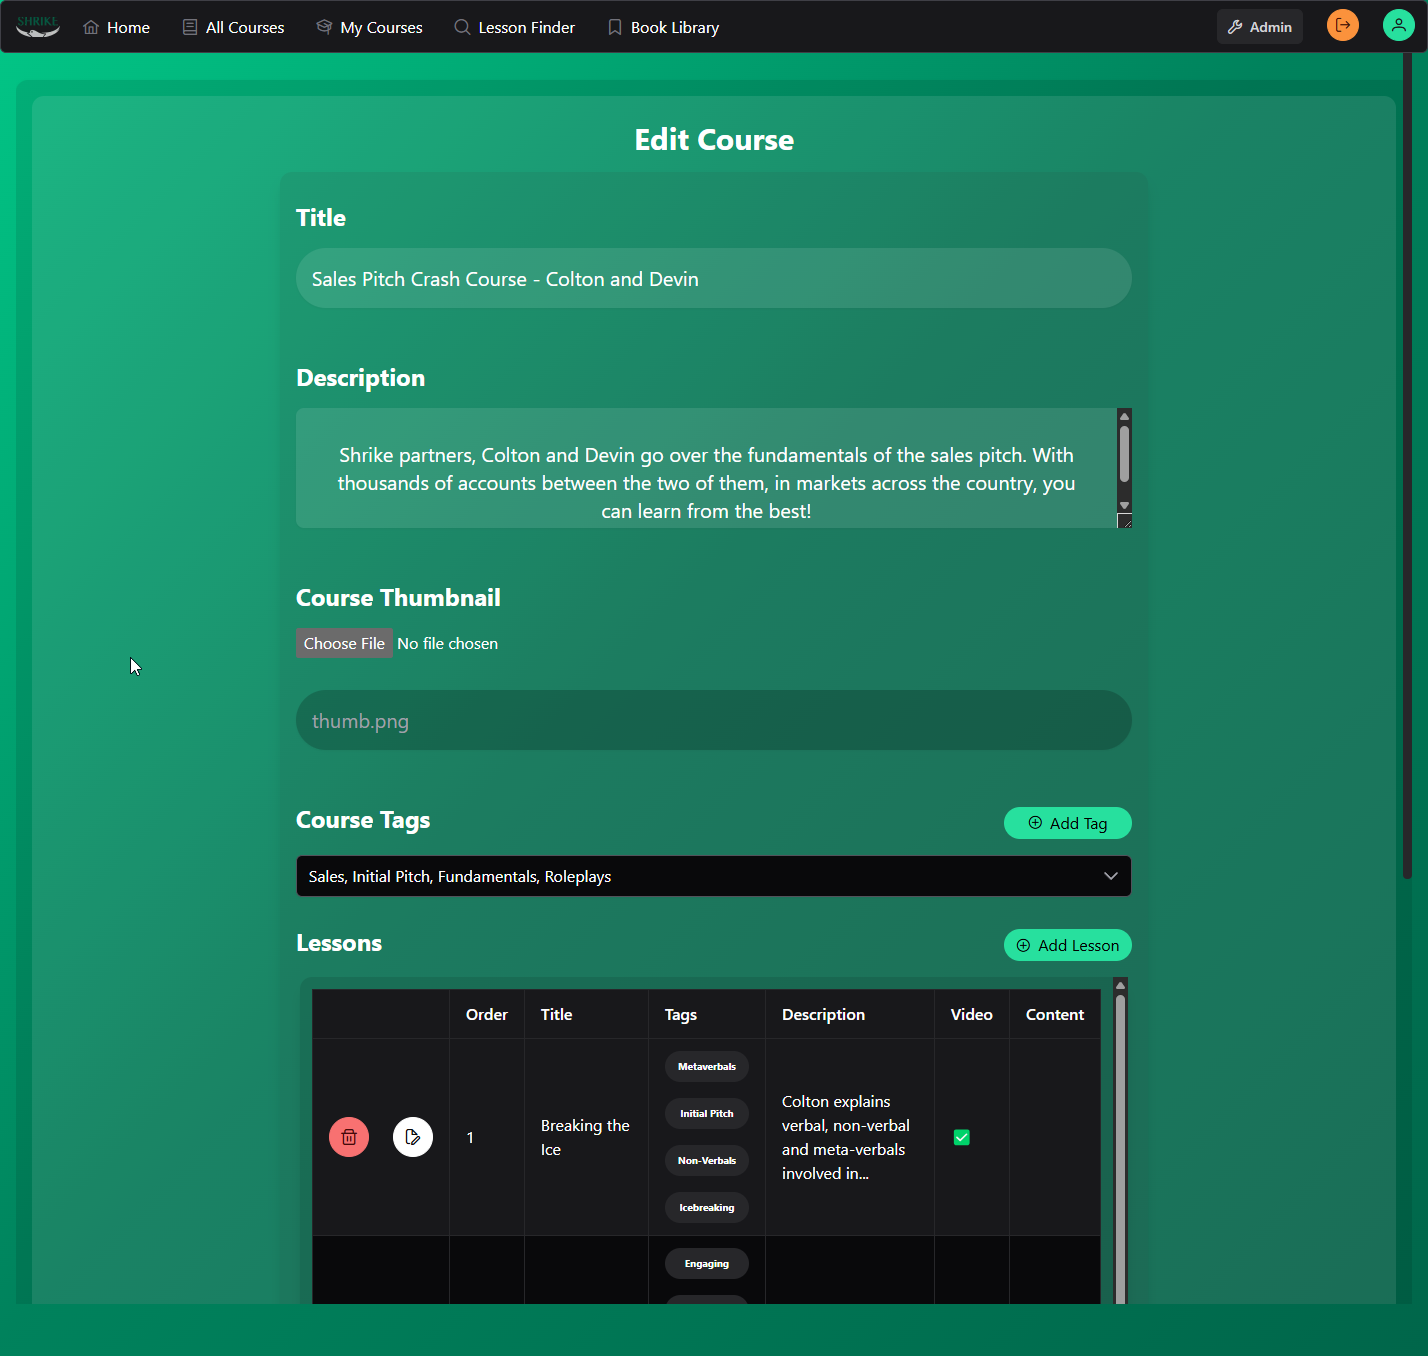 SHRIKE
Home
All Courses
My Courses
Lesson Finder
Book Library
Admin
Edit Course
Title
Sales Pitch Crash Course - Colton and Devin
Description
Shrike partners, Colton and Devin go over the fundamentals of the sales pitch. With
thousands of accounts between the two of them, in markets across the country, you
can learn from the best!
Course Thumbnail
Choose File No file chosen
thumb.png
Course Tags
Add Tag
Sales, Initial Pitch, Fundamentals, Roleplays
Lessons
Add Lesson
Order Title Tags Description Video Content
1
Breaking the
Ice
Metaverbals
Initial Pitch
Non-Verbals
Icebreaking
Colton explains
verbal, non-verbal
and meta-verbals
involved in...
Engaging